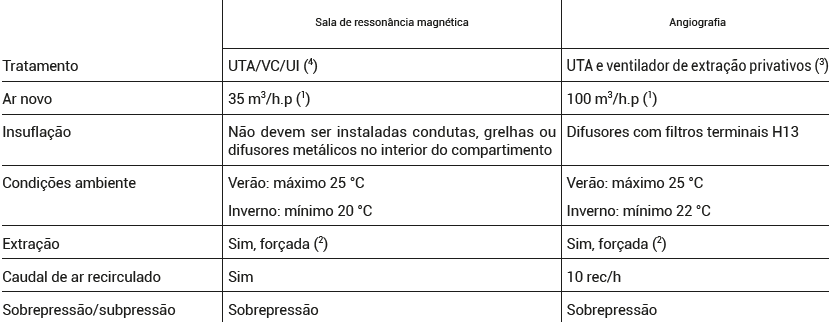 Sala de ressonância magnética Angiografia
Tratamento UTA/VC/UI (⁴) UTA e ventilador de extração privativos (³)
Ar novo 35 m³/h.p (¹) 100 m³/h.p (¹)
Insuflação Não devem ser instaladas condutas, grelhas ou Difusores com filtros terminais H13
difusores metálicos no interior do compartimento
Condições ambiente Verão: máximo 25 °C Verão: máximo 25 °C
Inverno: mínimo 20 °C Inverno: mínimo 22 °C
Extração Sim, forçada (²) Sim, forçada (²)
Caudal de ar recirculado Sim 10 rec/h
Sobrepressão/subpressão Sobrepressão Sobrepressão